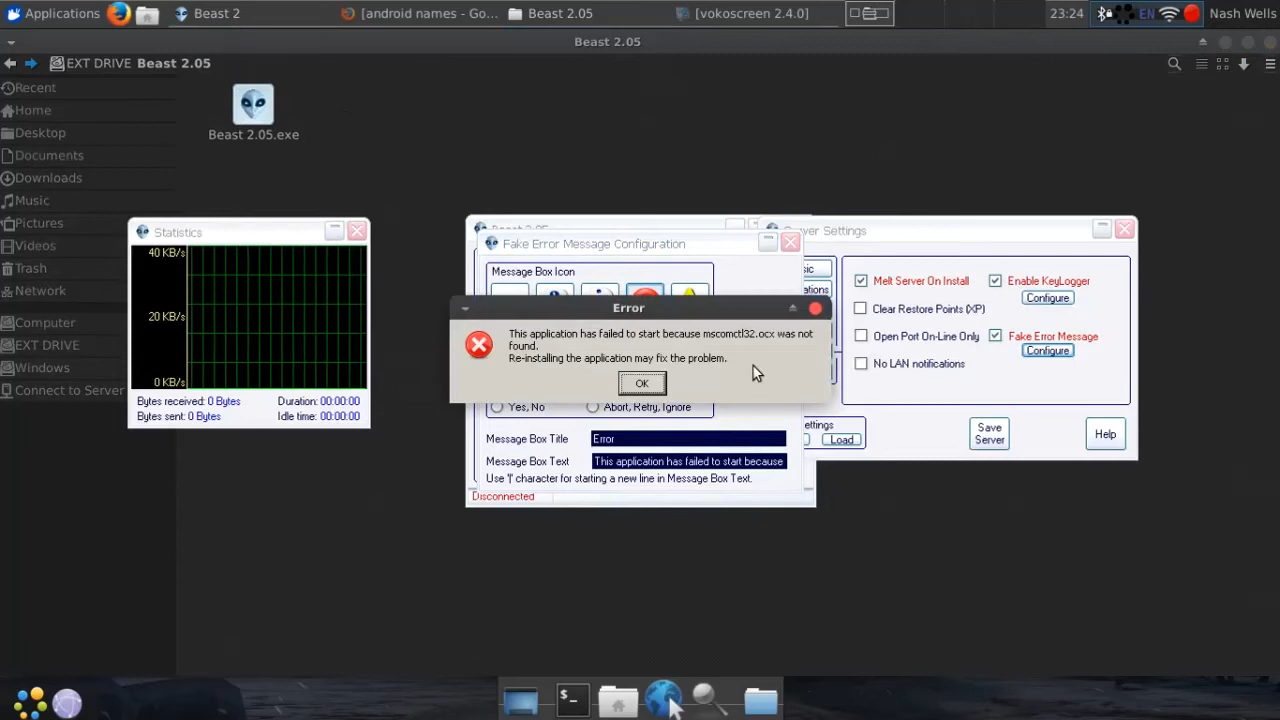 Applications
Beast 2
[android names - Go...
Beast 2.05
[vokoscreen 2.4.0]
23:24
EN
Nash Wells
Beast 2.05
EXT DRIVE Beast 2.05
Recent
Home
Desktop
Documents
Downloads
Music
Pictures
Videos
Trash
Network
Computer
EXT DRIVE
Windows
Connect to Server
Beast 2.05.exe
Statistics
40 KB/s
20 KB/s
0 KB/s
Bytes received: 0 Bytes
Duration: 00:00:00
Bytes sent: 0 Bytes
Idle time: 00:00:00
Fake Error Message Configuration
Message Box Icon
Error
This application has failed to start because mscomctl32.ocx was not
found.
Re-installing the application may fix the problem.
OK
Yes, No
Abort, Retry, Ignore
Message Box Title
Error
Message Box Text
This application has failed to start because
Use '|' character for starting a new line in Message Box Text.
Disconnected
Settings
Melt Server On Install
Enable KeyLogger
Configure
Clear Restore Points (XP)
Open Port On-Line Only
Fake Error Message
Configure
No LAN notifications
Load
Save
Server
Help